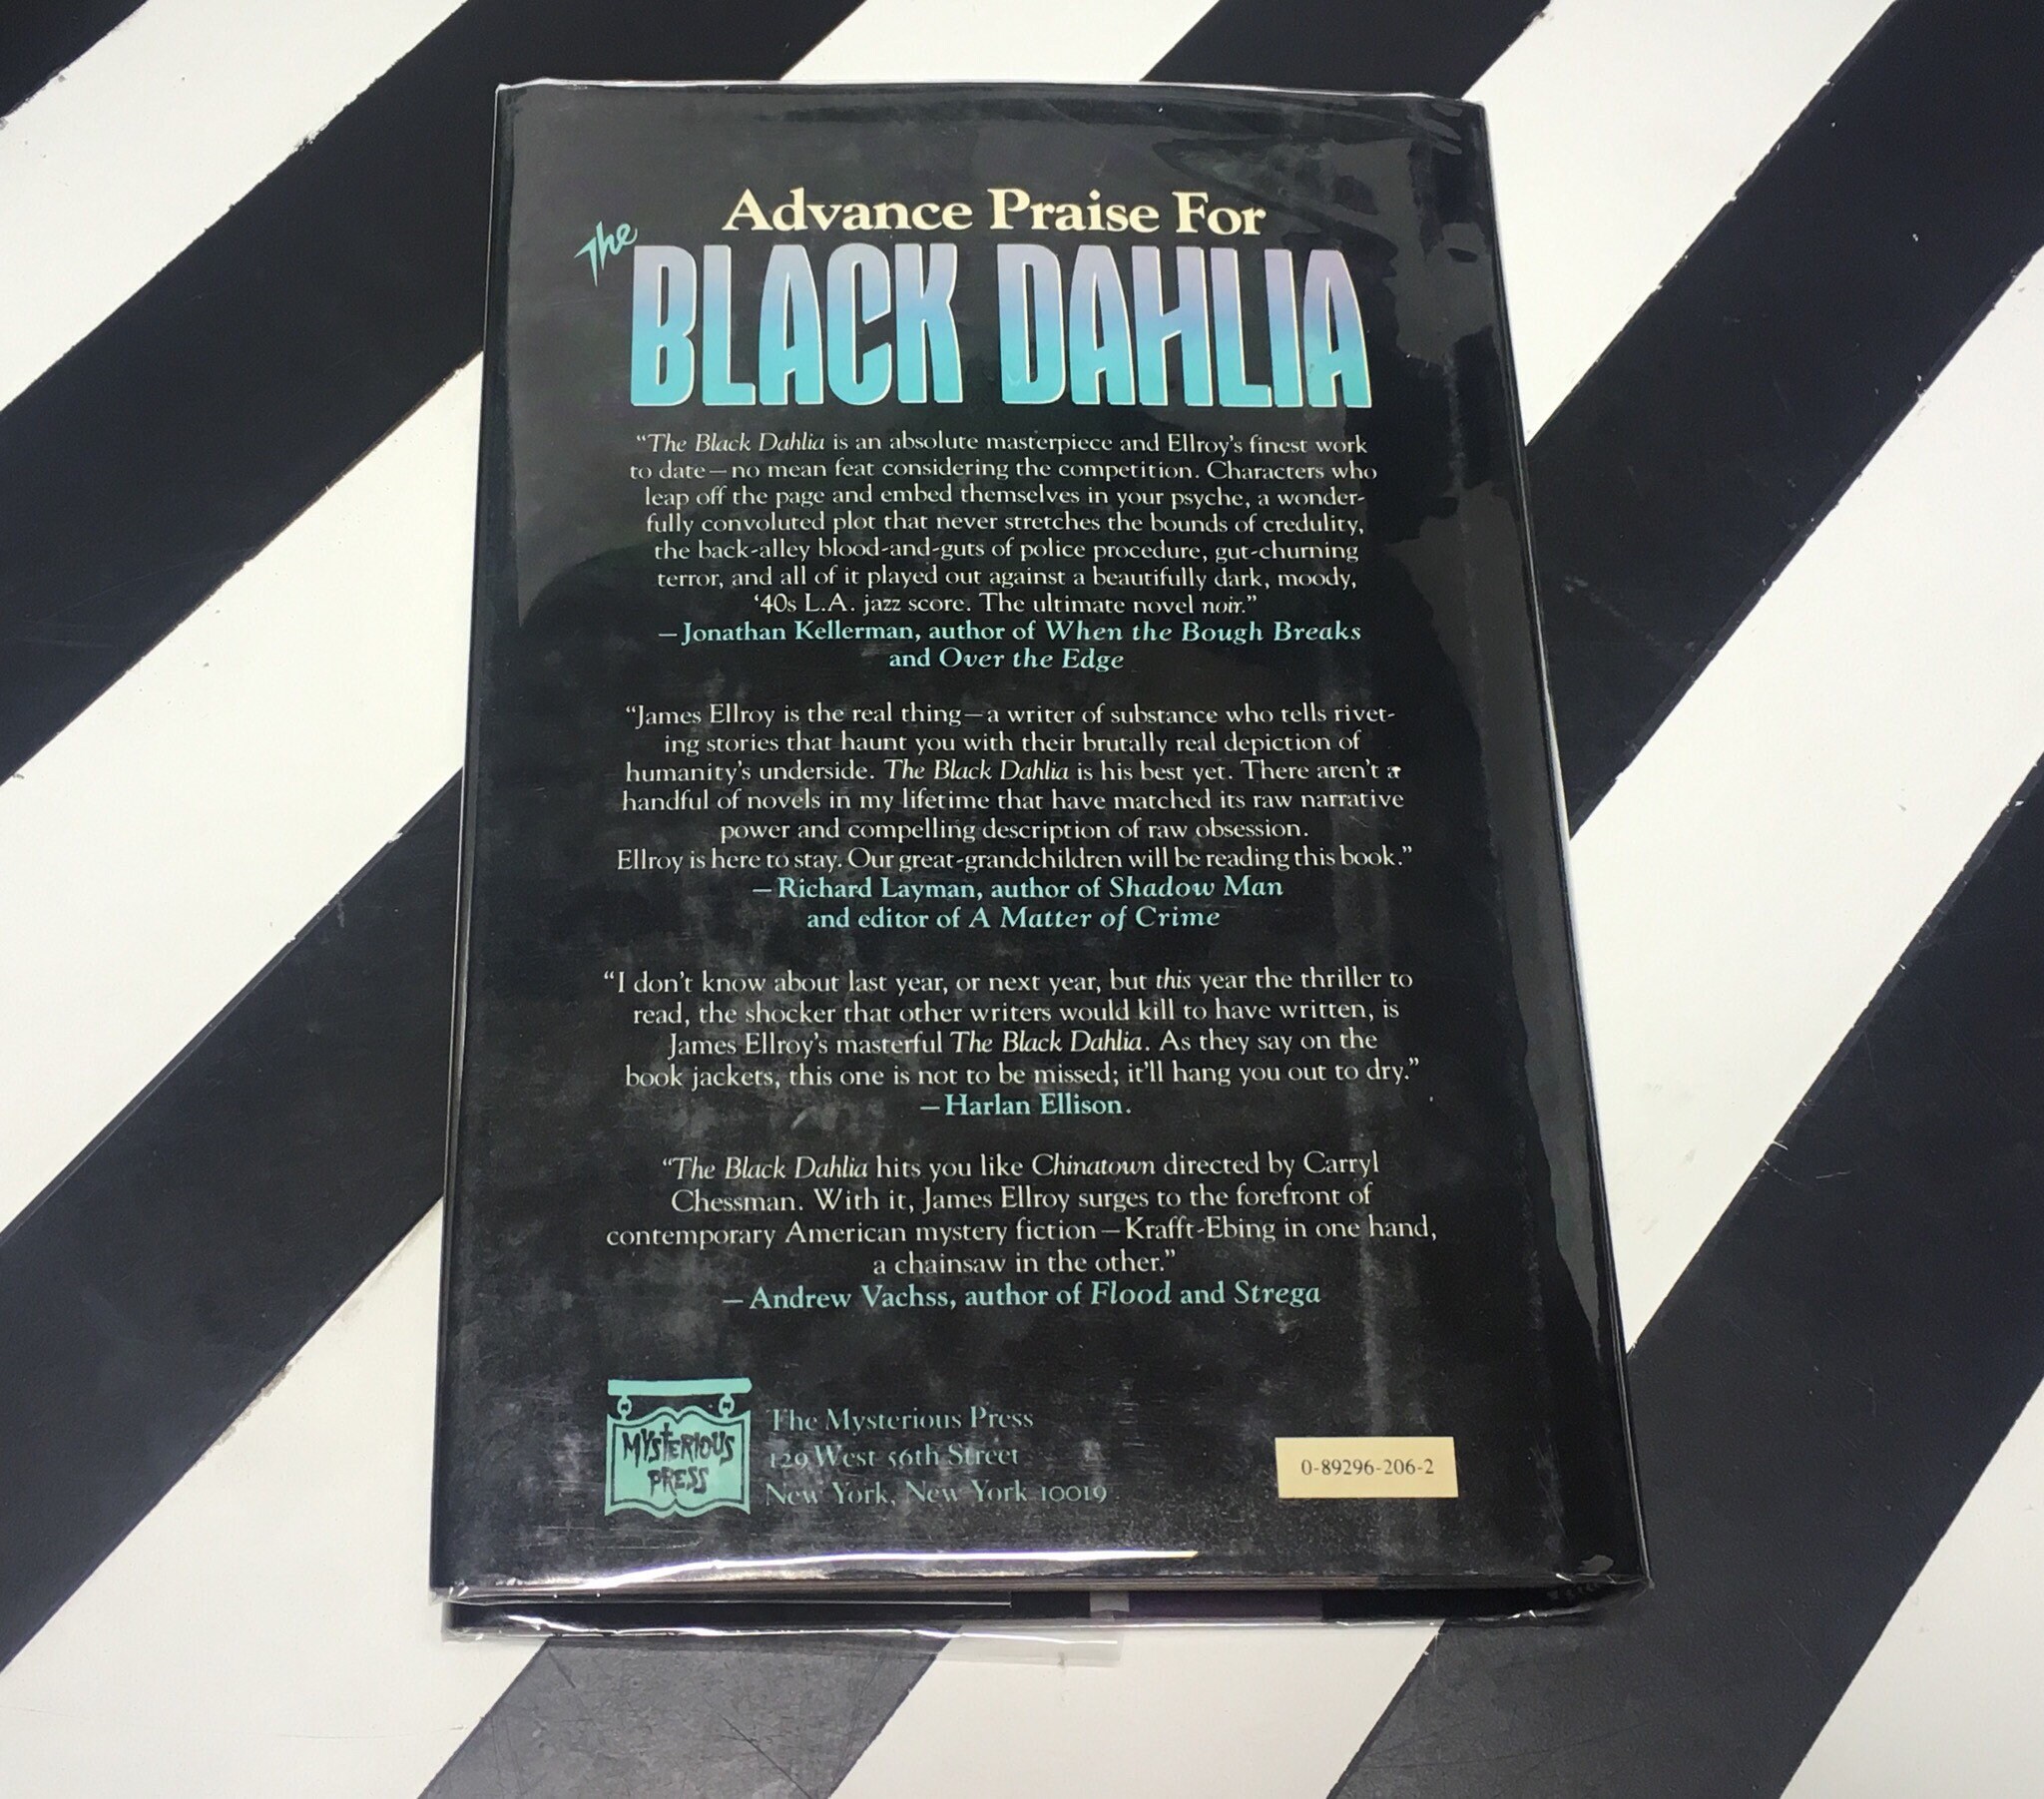 Advance Praise For
The
BLACK DAHLIA
“The Black Dahlia is an absolute masterpiece and Ellroy’s finest work
to date—no mean feat considering the competition. Characters who
leap off the page and embed themselves in your psyche, a wonder-
fully convoluted plot that never stretches the bounds of credulity,
the back-alley blood-and-guts of police procedure, gut-churning
terror, and all of it played out against a beautifully dark, moody,
‘40s L.A. jazz score. The ultimate novel noir.”
—Jonathan Kellerman, author of When the Bough Breaks
and Over the Edge
“James Ellroy is the real thing—a writer of substance who tells rivet-
ing stories that haunt you with their brutally real depiction of
humanity’s underside. The Black Dahlia is his best yet. There aren’t a
handful of novels in my lifetime that have matched its raw narrative
power and compelling description of raw obsession.
Ellroy is here to stay. Our great-grandchildren will be reading this book.”
—Richard Layman, author of Shadow Man
and editor of A Matter of Crime
“I don’t know about last year, or next year, but this year the thriller to
read, the shocker that other writers would kill to have written, is
James Ellroy’s masterful The Black Dahlia. As they say on the
book jackets, this one is not to be missed; it’ll hang you out to dry.”
—Harlan Ellison.
“The Black Dahlia hits you like Chinatown directed by Carryl
Chessman. With it, James Ellroy surges to the forefront of
contemporary American mystery fiction—Krafft-Ebing in one hand,
a chainsaw in the other.”
—Andrew Vachss, author of Flood and Strega
MYSTERIOUS
PRESS
The Mysterious Press
129 West 56th Street
New York, New York 10019
0-89296-206-2